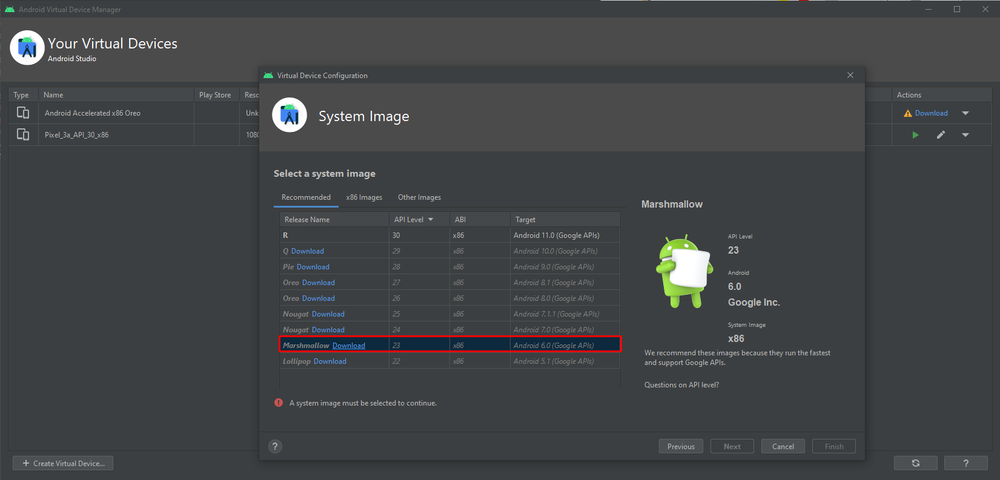 Android Virtual Device Manager
Your Virtual Devices
Android Studio
Type Name Play Store Reso Actions
Android Accelerated x86 Oreo Unk Download
Pixel_3a_API_30_x86 1080
Virtual Device Configuration
System Image
Select a system image
Recommended x86 Images Other Images
Release Name API Level ABI Target
R 30 x86 Android 11.0 (Google APIs)
Q Download 29 x86 Android 10.0 (Google APIs)
Pie Download 28 x86 Android 9.0 (Google APIs)
Oreo Download 27 x86 Android 8.1 (Google APIs)
Oreo Download 26 x86 Android 8.0 (Google APIs)
Nougat Download 25 x86 Android 7.1.1 (Google APIs)
Nougat Download 24 x86 Android 7.0 (Google APIs)
Marshmallow Download 23 x86 Android 6.0 (Google APIs)
Lollipop Download 22 x86 Android 5.1 (Google APIs)
A system image must be selected to continue.
Marshmallow
API Level
23
Android
6.0
Google Inc.
System Image
x86
We recommend these images because they run the fastest
and support Google APIs.
Questions on API level?
? Previous Next Cancel Finish
+ Create Virtual Device... ?